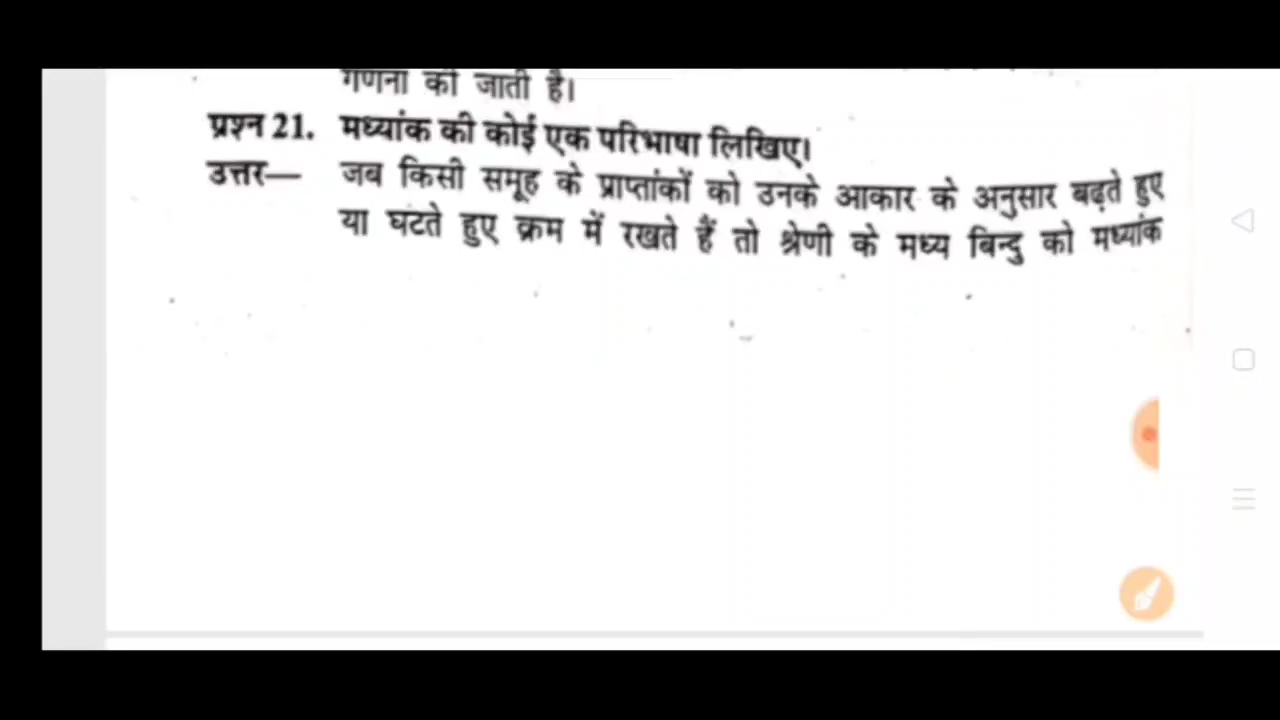 गणना की जाती है।
प्रश्न 21. मध्यांक की कोई एक परिभाषा लिखिए।
उत्तर— जब किसी समूह के प्राप्तांकों को उनके आकार के अनुसार बढ़ते हुए
या घटते हुए क्रम में रखते हैं तो श्रेणी के मध्य बिन्दु को मध्यांक